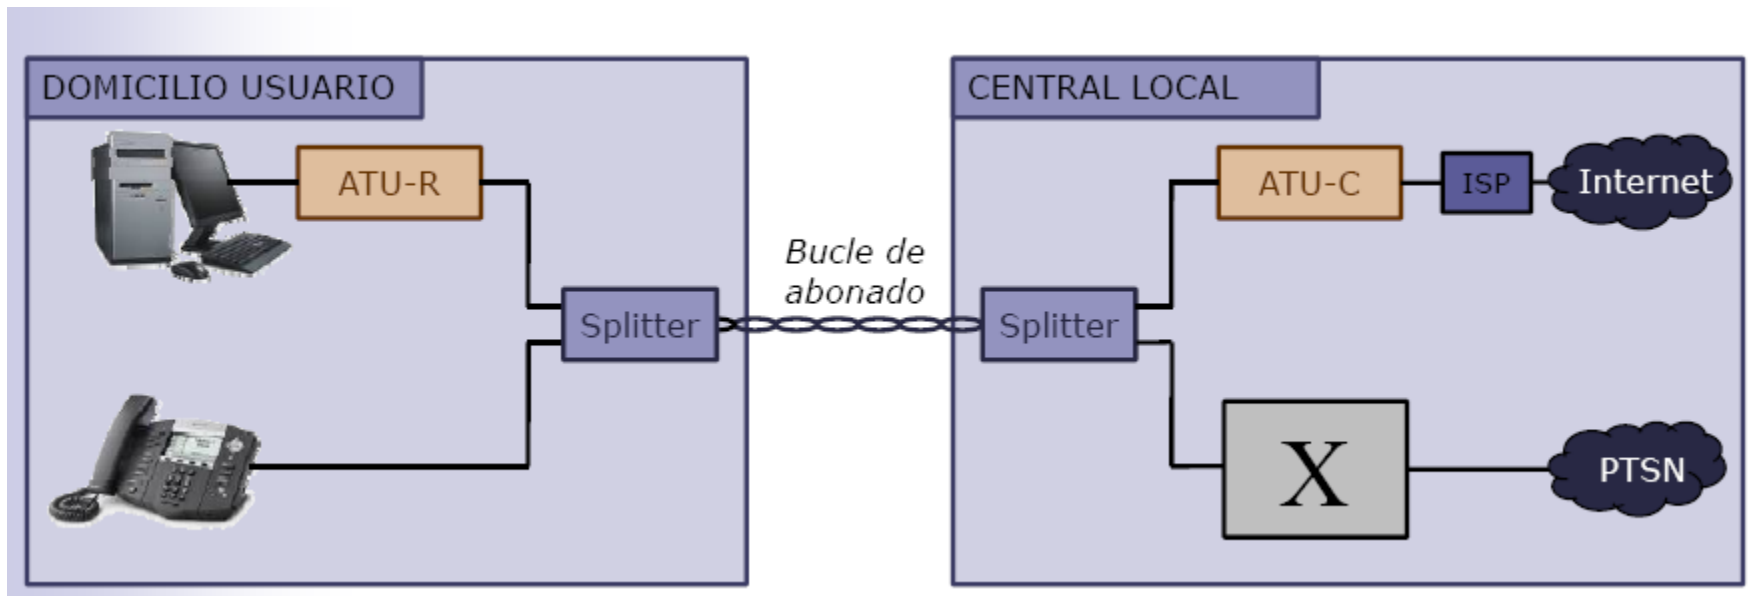 DOMICILIO USUARIO
ATU-R
Splitter
Bucle de
abonado
CENTRAL LOCAL
ATU-C
ISP
Internet
Splitter
X
PTSN